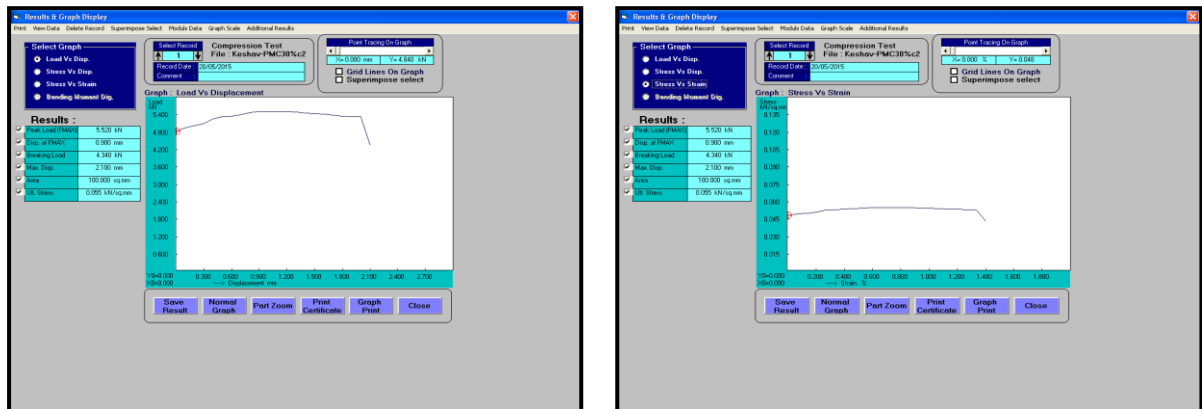 Results & Graph Display
Print View Data Delete Record Superimpose Select Moduls Data Graph Scale Additional Results
Select Graph
Load Vs Disp.
Stress Vs Disp.
Stress Vs Strain
Bending Moment Dig.
Select Record
1
Compression Test
File : Keshav-PMC30%c2
Record Date : 20/05/2015
Comment :
Point Tracing On Graph
X= 0.000 mm Y= 4.840 kN
Grid Lines On Graph
Superimpose select
Results :
Peak Load (FMAX) 5.520 kN
Disp. at FMAX 0.900 mm
Breaking Load 4.340 kN
Max. Disp. 2.100 mm
Area 100.000 sq.mm
Ult. Stress 0.055 kN/sq.mm
Graph : Load Vs Displacement
Load
kN
5.400
4.800
4.200
3.600
3.000
2.400
1.800
1.200
0.600
Y0=0.000
X0=0.000
0.300 0.600 0.900 1.200 1.500 1.800 2.100 2.400 2.700
---> Displacement mm
Save Result
Normal Graph
Part Zoom
Print Certificate
Graph Print
Close
Results & Graph Display
Print View Data Delete Record Superimpose Select Moduls Data Graph Scale Additional Results
Select Graph
Load Vs Disp.
Stress Vs Disp.
Stress Vs Strain
Bending Moment Dig.
Select Record
1
Compression Test
File : Keshav-PMC30%c2
Record Date : 20/05/2015
Comment :
Point Tracing On Graph
X= 0.000 % Y= 0.048
Grid Lines On Graph
Superimpose select
Results :
Peak Load (FMAX) 5.520 kN
Disp. at FMAX 0.900 mm
Breaking Load 4.340 kN
Max. Disp. 2.100 mm
Area 100.000 sq.mm
Ult. Stress 0.055 kN/sq.mm
Graph : Stress Vs Strain
Stress
kN/sq.mm
0.135
0.120
0.105
0.090
0.075
0.060
0.045
0.030
0.015
Y0=0.000
X0=0.000
0.200 0.400 0.600 0.800 1.000 1.200 1.400 1.600 1.800
---> Strain %
Save Result
Normal Graph
Part Zoom
Print Certificate
Graph Print
Close